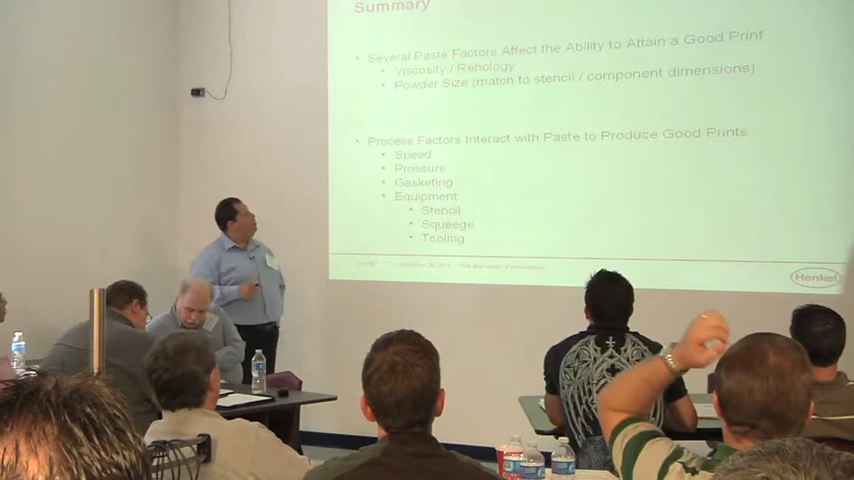 Summary
• Several Paste Factors Affect the Ability to Attain a Good Print
• Viscosity / Rehology
• Powder Size (match to stencil / component dimensions)
• Process Factors Interact with Paste to Produce Good Prints
• Speed
• Pressure
• Gasketing
• Equipment
• Stencil
• Squeege
• Tooling
Henkel